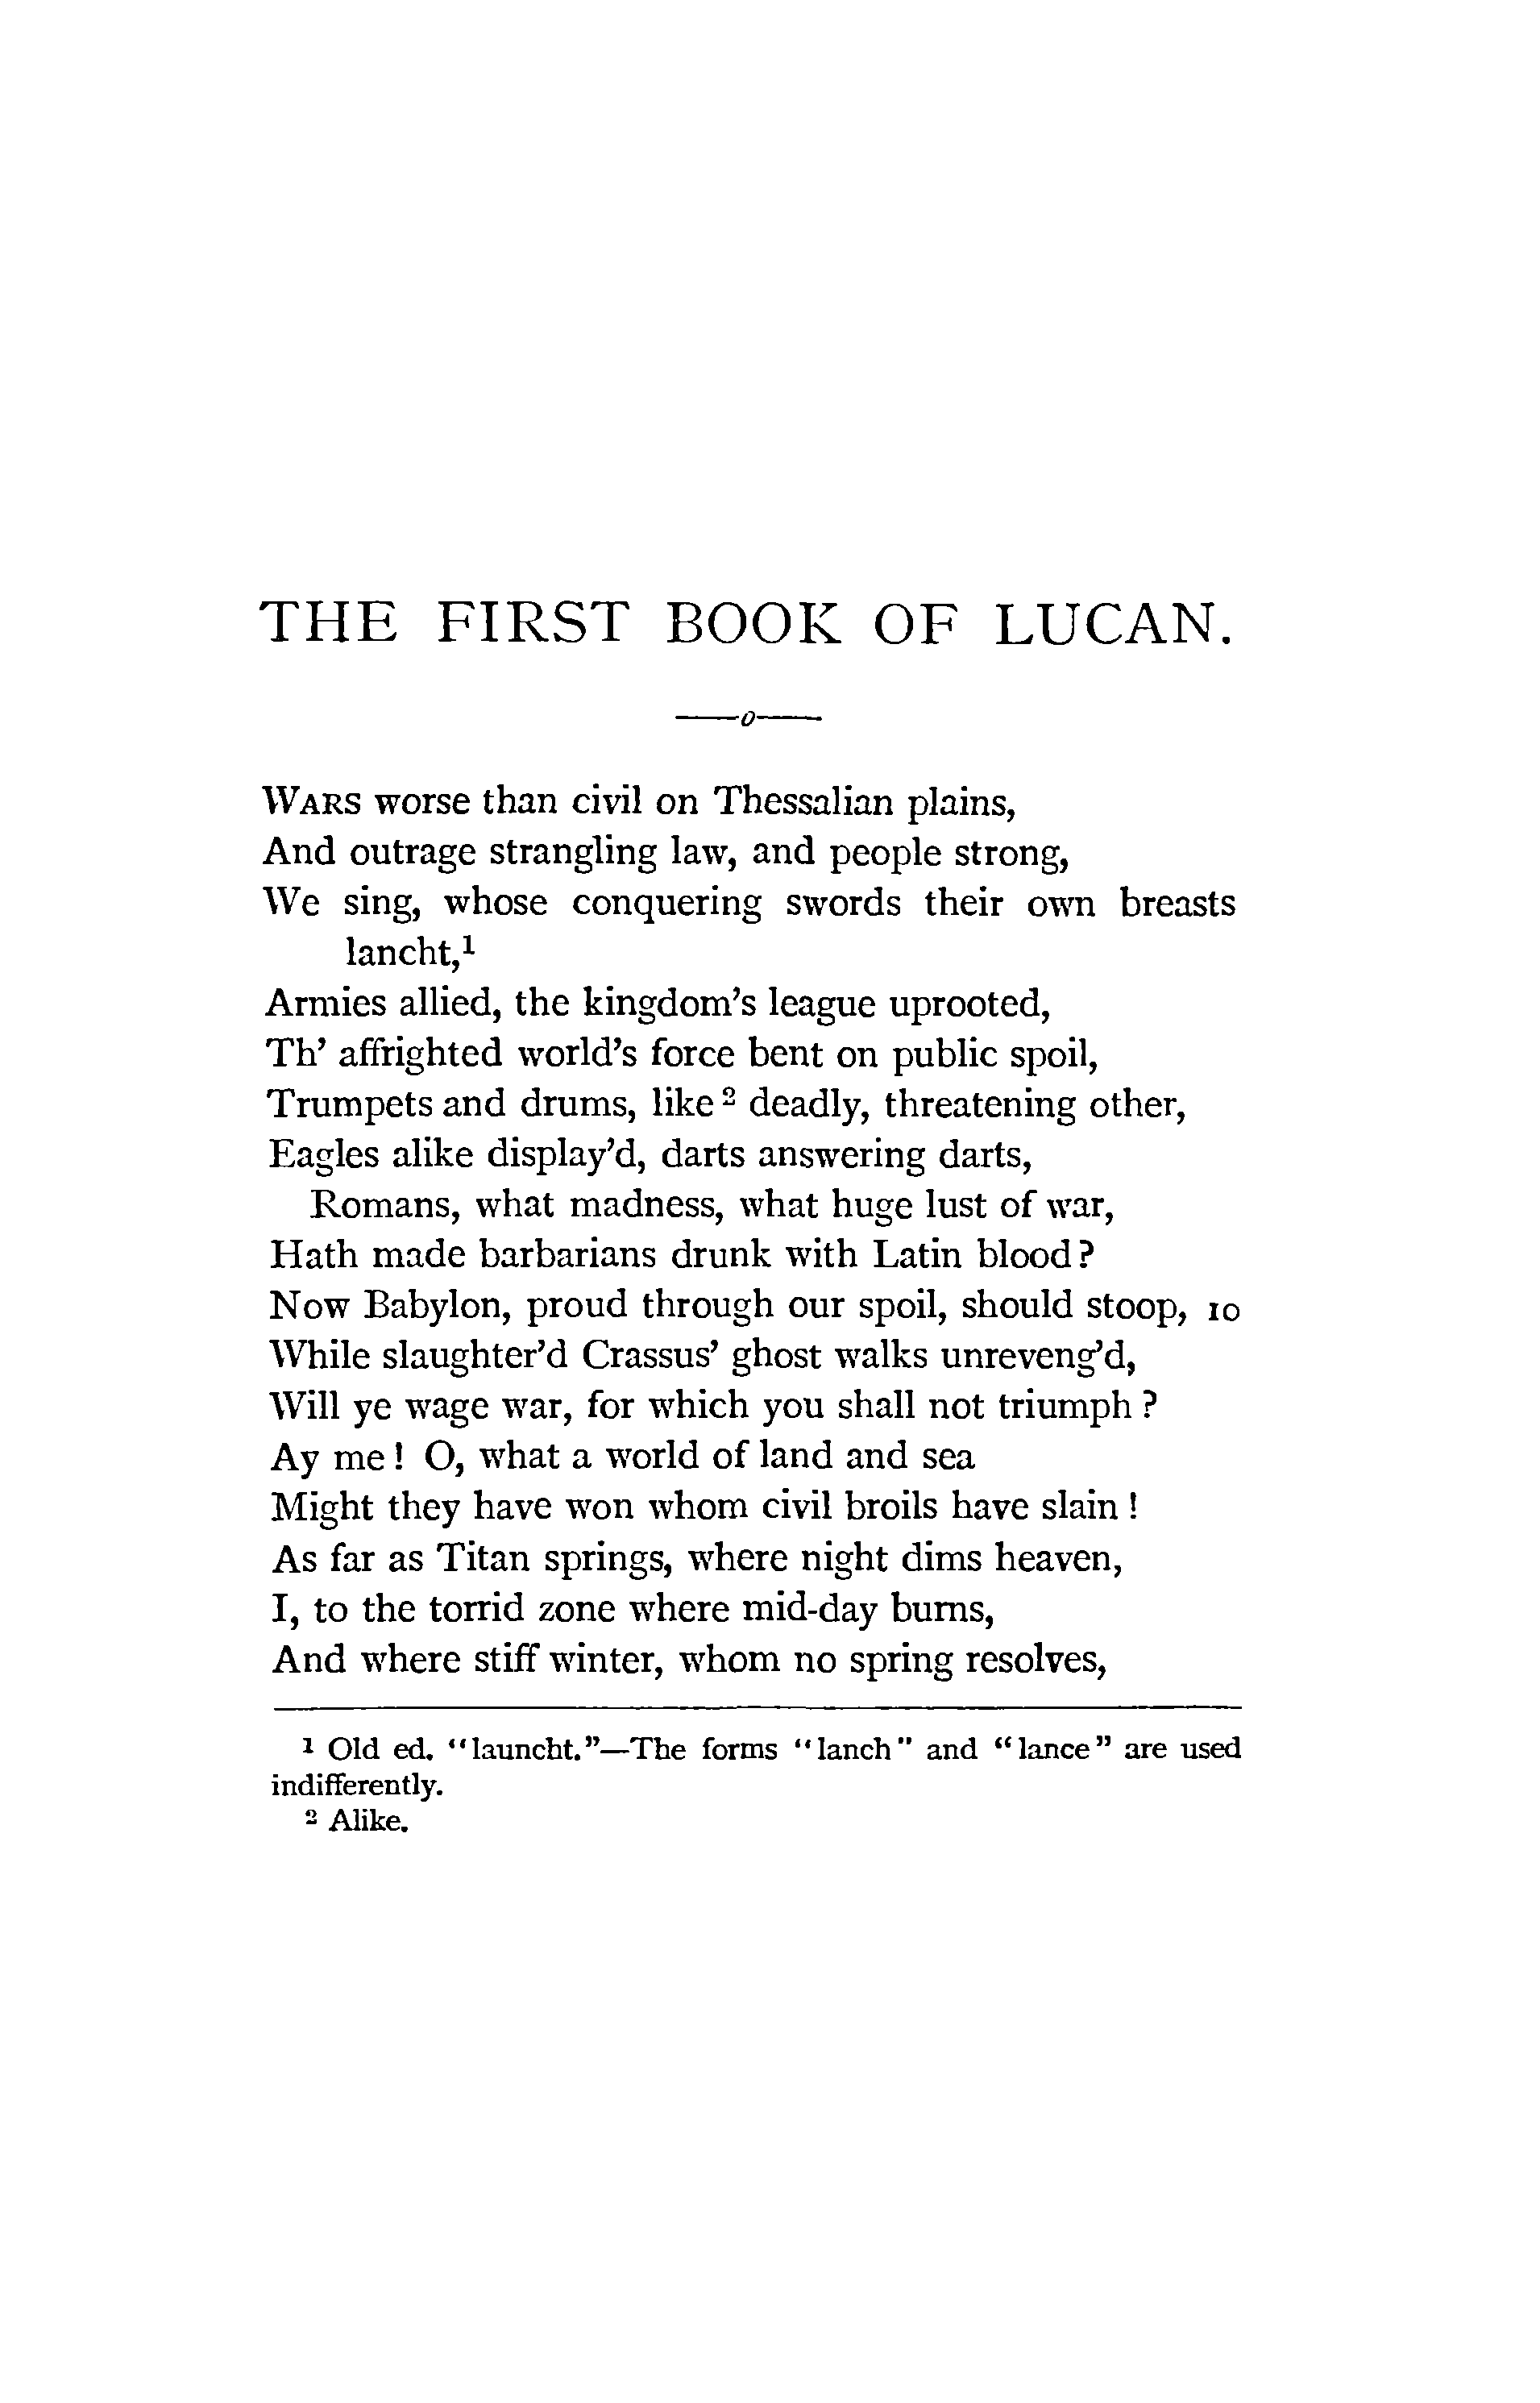 THE FIRST BOOK OF LUCAN.
——o——
WARS worse than civil on Thessalian plains,
And outrage strangling law, and people strong,
We sing, whose conquering swords their own breasts
lancht,¹
Armies allied, the kingdom’s league uprooted,
Th’ affrighted world’s force bent on public spoil,
Trumpets and drums, like ² deadly, threatening other,
Eagles alike display’d, darts answering darts,
Romans, what madness, what huge lust of war,
Hath made barbarians drunk with Latin blood?
Now Babylon, proud through our spoil, should stoop, 10
While slaughter’d Crassus’ ghost walks unreveng’d,
Will ye wage war, for which you shall not triumph?
Ay me! O, what a world of land and sea
Might they have won whom civil broils have slain!
As far as Titan springs, where night dims heaven,
I, to the torrid zone where mid-day burns,
And where stiff winter, whom no spring resolves,
¹ Old ed. “launcht.”—The forms “lanch” and “lance” are used
indifferently.
² Alike.